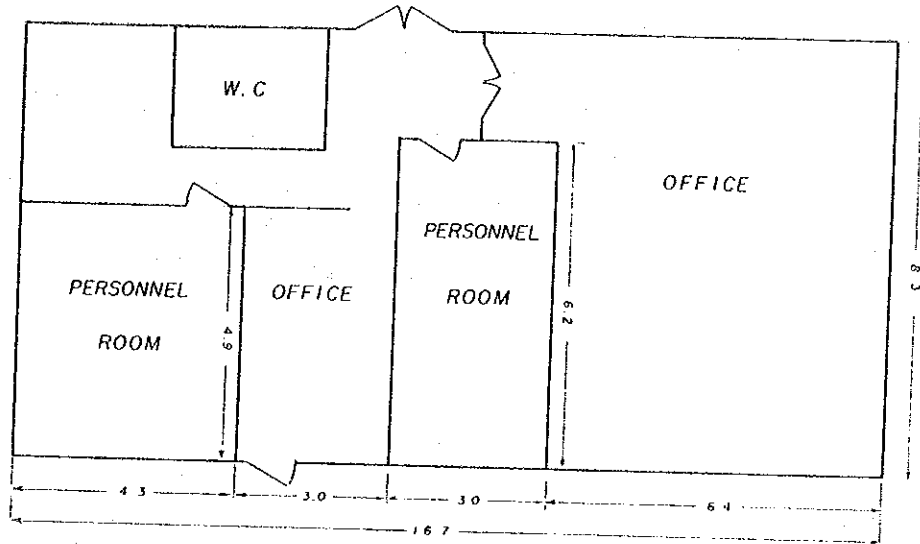 W.C
OFFICE
PERSONNEL
ROOM
PERSONNEL
ROOM
OFFICE
4.9
6.2
8.3
4.3
3.0
3.0
6.4
16.7